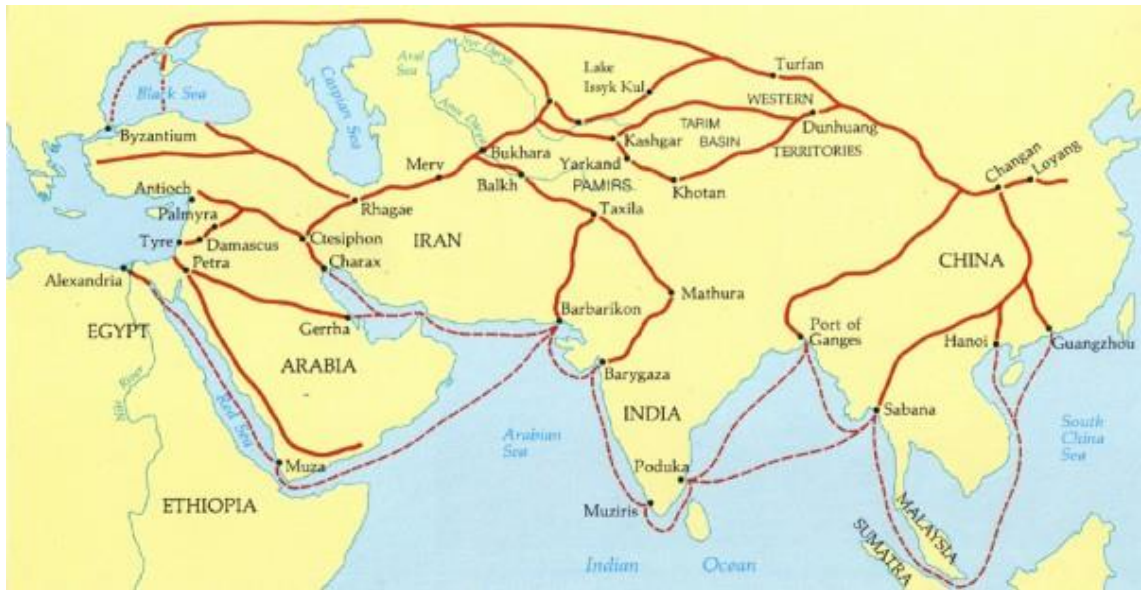 Black Sea
Byzantium
Caspian Sea
Aral
Sea
Syr Darya
Amu Darya
Lake
Issyk Kul
Turfan
WESTERN
TERRITORIES
Dunhuang
TARIM
BASIN
Kashgar
Yarkand
PAMIRS
Khotan
Bukhara
Merv
Balkh
Changan
Loyang
Antioch
Palmyra
Tyre
Damascus
Petra
Rhagae
Ctesiphon
Charax
IRAN
Taxila
CHINA
Alexandria
EGYPT
Gerrha
ARABIA
Barbarikon
Mathura
Port of
Ganges
Hanoi
Guangzhou
Nile River
Red Sea
Barygaza
INDIA
Sabana
Arabian
Sea
South
China
Sea
Muza
Poduka
Muziris
ETHIOPIA
MALAYSIA
SUMATRA
Indian Ocean